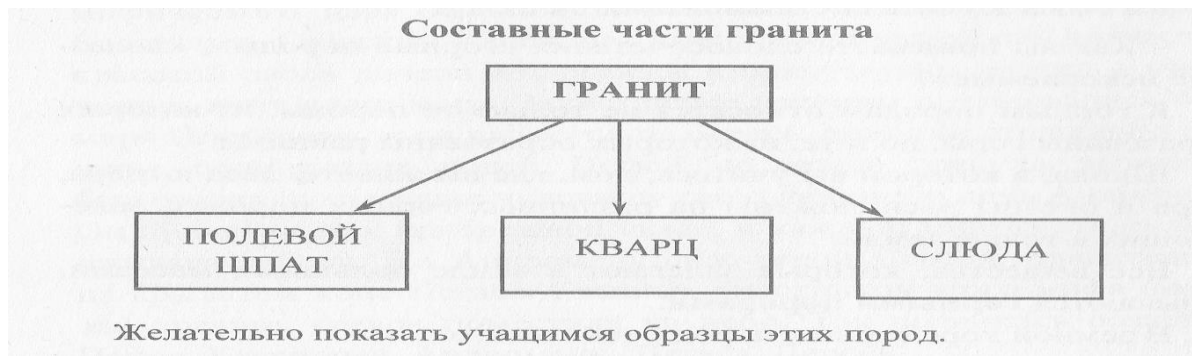 Составные части гранита
ГРАНИТ
ПОЛЕВОЙ
ШПАТ
КВАРЦ
СЛЮДА
Желательно показать учащимся образцы этих пород.